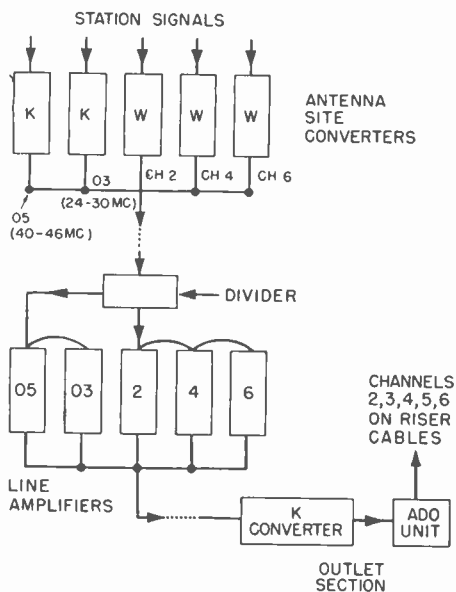 STATION SIGNALS
K
K
W
W
W
ANTENNA
SITE
CONVERTERS
CH 2
CH 4
CH 6
03
(24-30 MC)
05
(40-46 MC)
DIVIDER
05
03
2
4
6
CHANNELS
2,3,4,5,6
ON RISER
CABLES
LINE
AMPLIFIERS
K
CONVERTER
ADO
UNIT
OUTLET
SECTION